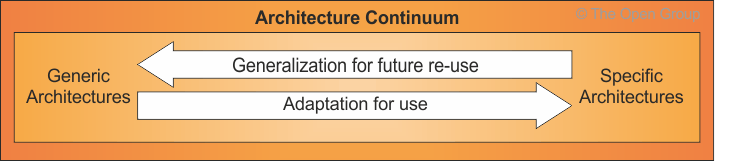 Architecture Continuum
© The Open Group
Generic
Architectures
Generalization for future re-use
Adaptation for use
Specific
Architectures